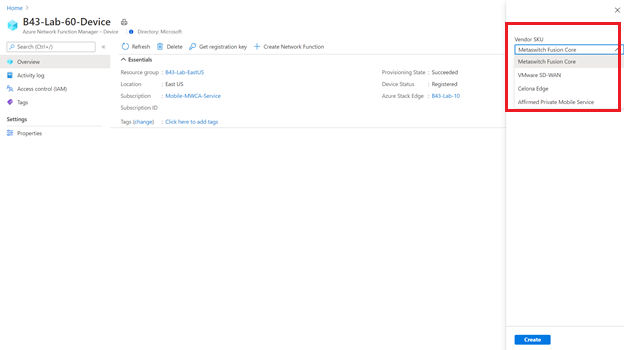 Home
B43-Lab-60-Device
Azure Network Function Manager – Device
Directory: Microsoft
Search (Ctrl+/)
Overview
Activity log
Access control (IAM)
Tags
Settings
Properties
Refresh Delete Get registration key Create Network Function
Essentials
Resource group : B43-Lab-EastUS
Location : East US
Subscription : Mobile-MWCA-Service
Subscription ID
Tags (change) : Click here to add tags
Provisioning State : Succeeded
Device Status : Registered
Azure Stack Edge : B43-Lab-10
Vendor SKU
Metaswitch Fusion Core
Metaswitch Fusion Core
VMware SD-WAN
Celona Edge
Affirmed Private Mobile Service
Create